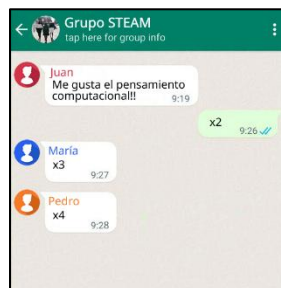 Grupo STEAM
tap here for group info
Juan
Me gusta el pensamiento
computacional!!
9:19
x2
9:26
María
x3
9:27
Pedro
x4
9:28